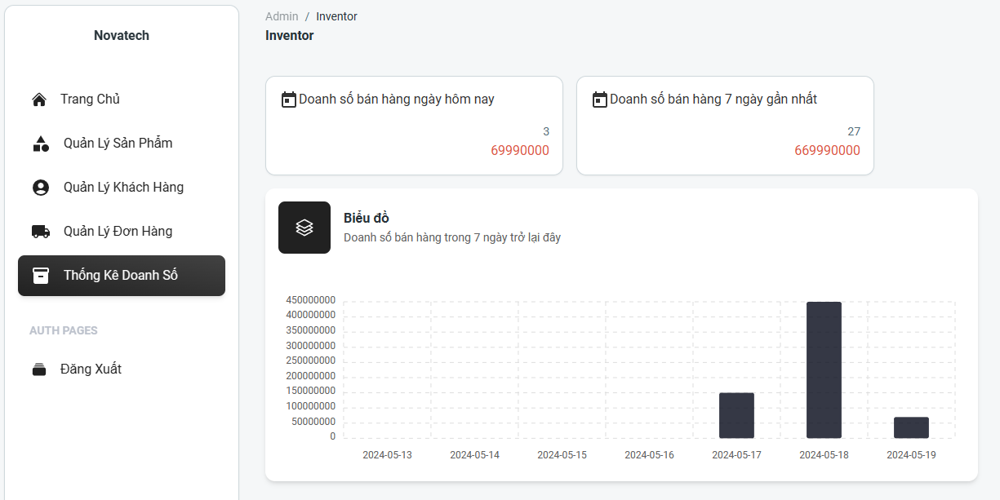 Novatech
Trang Chủ
Quản Lý Sản Phẩm
Quản Lý Khách Hàng
Quản Lý Đơn Hàng
Thống Kê Doanh Số
AUTH PAGES
Đăng Xuất
Admin / Inventor
Inventor
Doanh số bán hàng ngày hôm nay
3
69990000
Doanh số bán hàng 7 ngày gần nhất
27
669990000
Biểu đồ
Doanh số bán hàng trong 7 ngày trở lại đây
450000000
400000000
350000000
300000000
250000000
200000000
150000000
100000000
50000000
0
2024-05-13 2024-05-14 2024-05-15 2024-05-16 2024-05-17 2024-05-18 2024-05-19